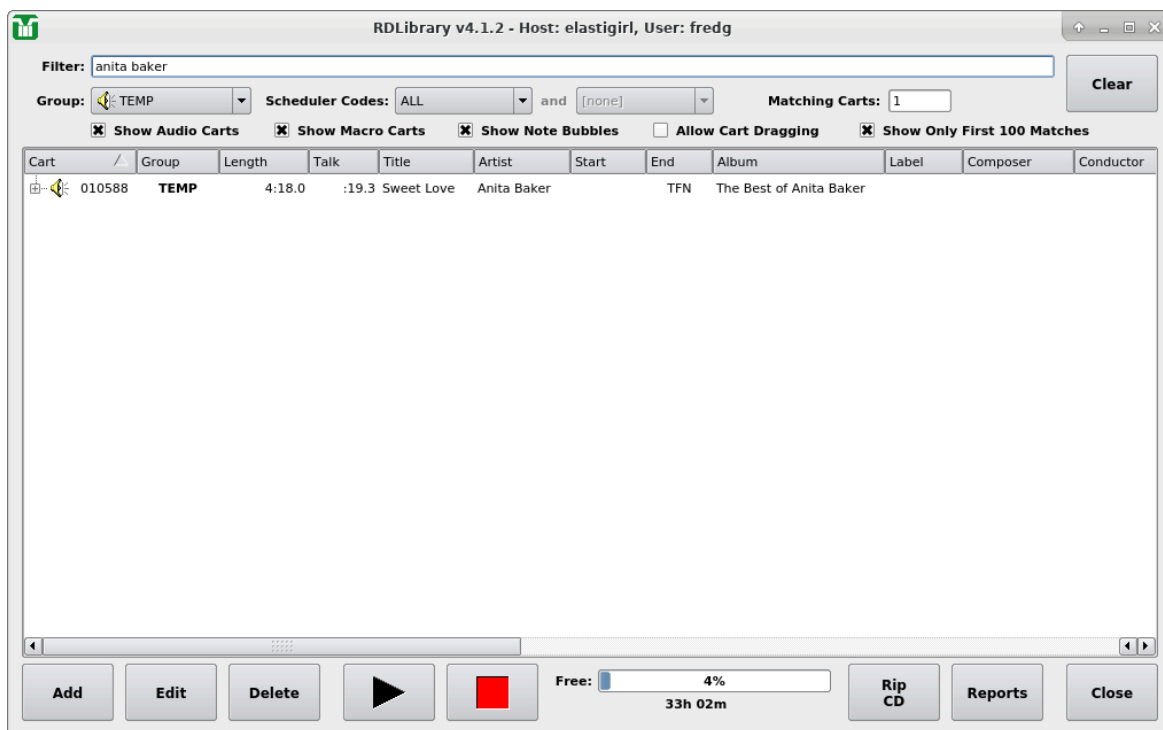 RDLibrary v4.1.2 - Host: elastigirl, User: fredg
Filter: anita baker
Clear
Group: TEMP Scheduler Codes: ALL and [none] Matching Carts: 1
Show Audio Carts Show Macro Carts Show Note Bubbles Allow Cart Dragging Show Only First 100 Matches
Cart Group Length Talk Title Artist Start End Album Label Composer Conductor
010588 TEMP 4:18.0 :19.3 Sweet Love Anita Baker TFN The Best of Anita Baker
Add Edit Delete Free: 4% Rip CD Reports Close
33h 02m